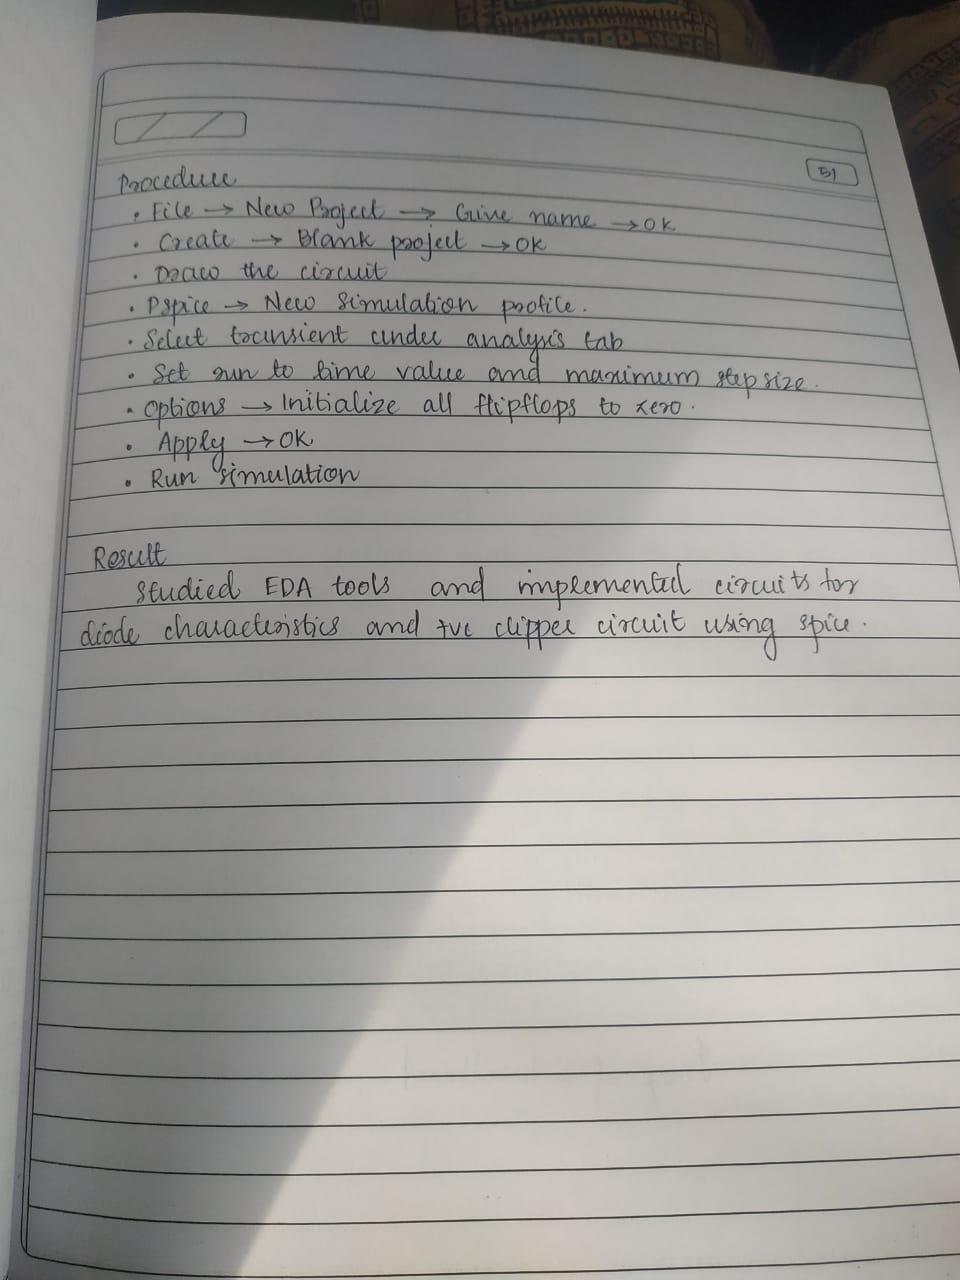 51
Procedure
• File → New Project → Give name → OK
• Create → Blank project → OK
• Draw the circuit
• Pspice → New simulation profile.
• Select transient under analysis tab
• Set run to time value and maximum step size.
• Options → Initialize all flipflops to zero.
• Apply → OK
• Run simulation
Result
Studied EDA tools and implemented circuits for
diode characteristics and +ve clipper circuit using spice.